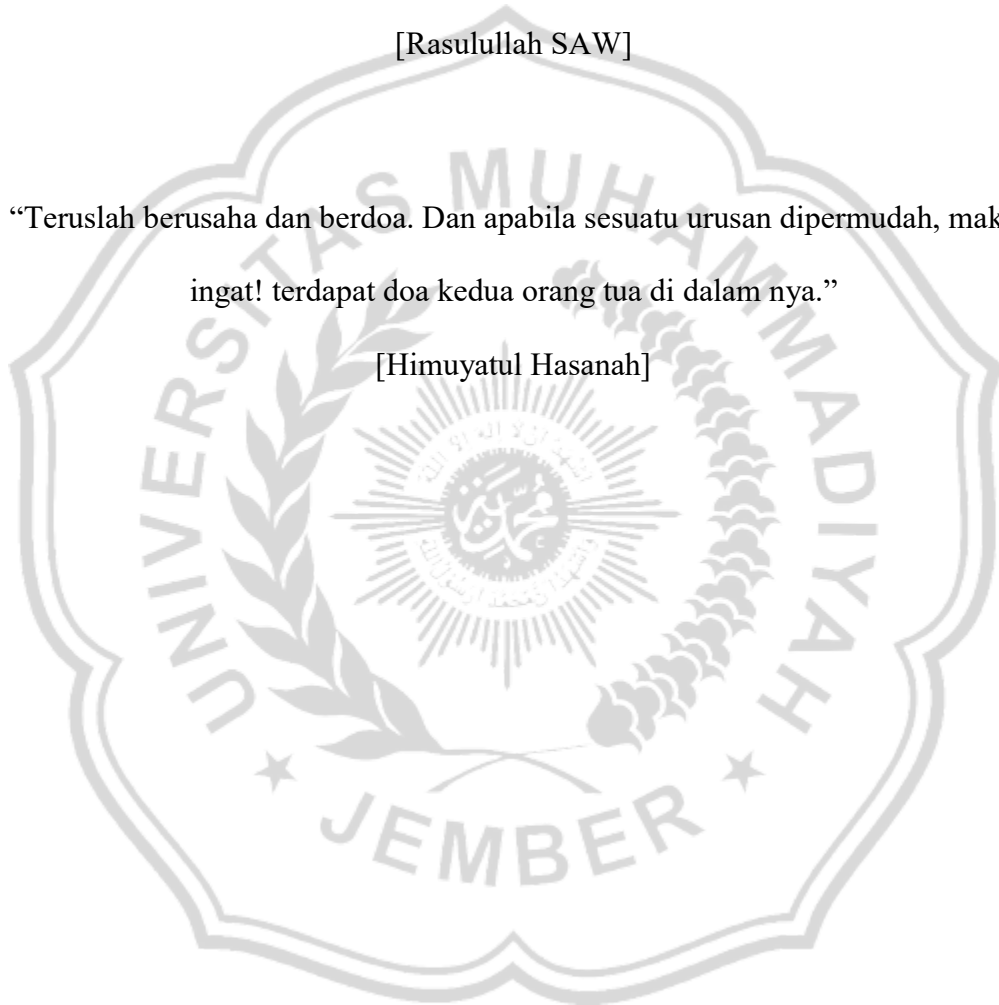 [Rasulullah SAW]
“Teruslah berusaha dan berdoa. Dan apabila sesuatu urusan dipermudah, mak
ingat! terdapat doa kedua orang tua di dalam nya.”
[Himuyatul Hasanah]
UNIVERSITAS MUHAMMADIYAH
JEMBER